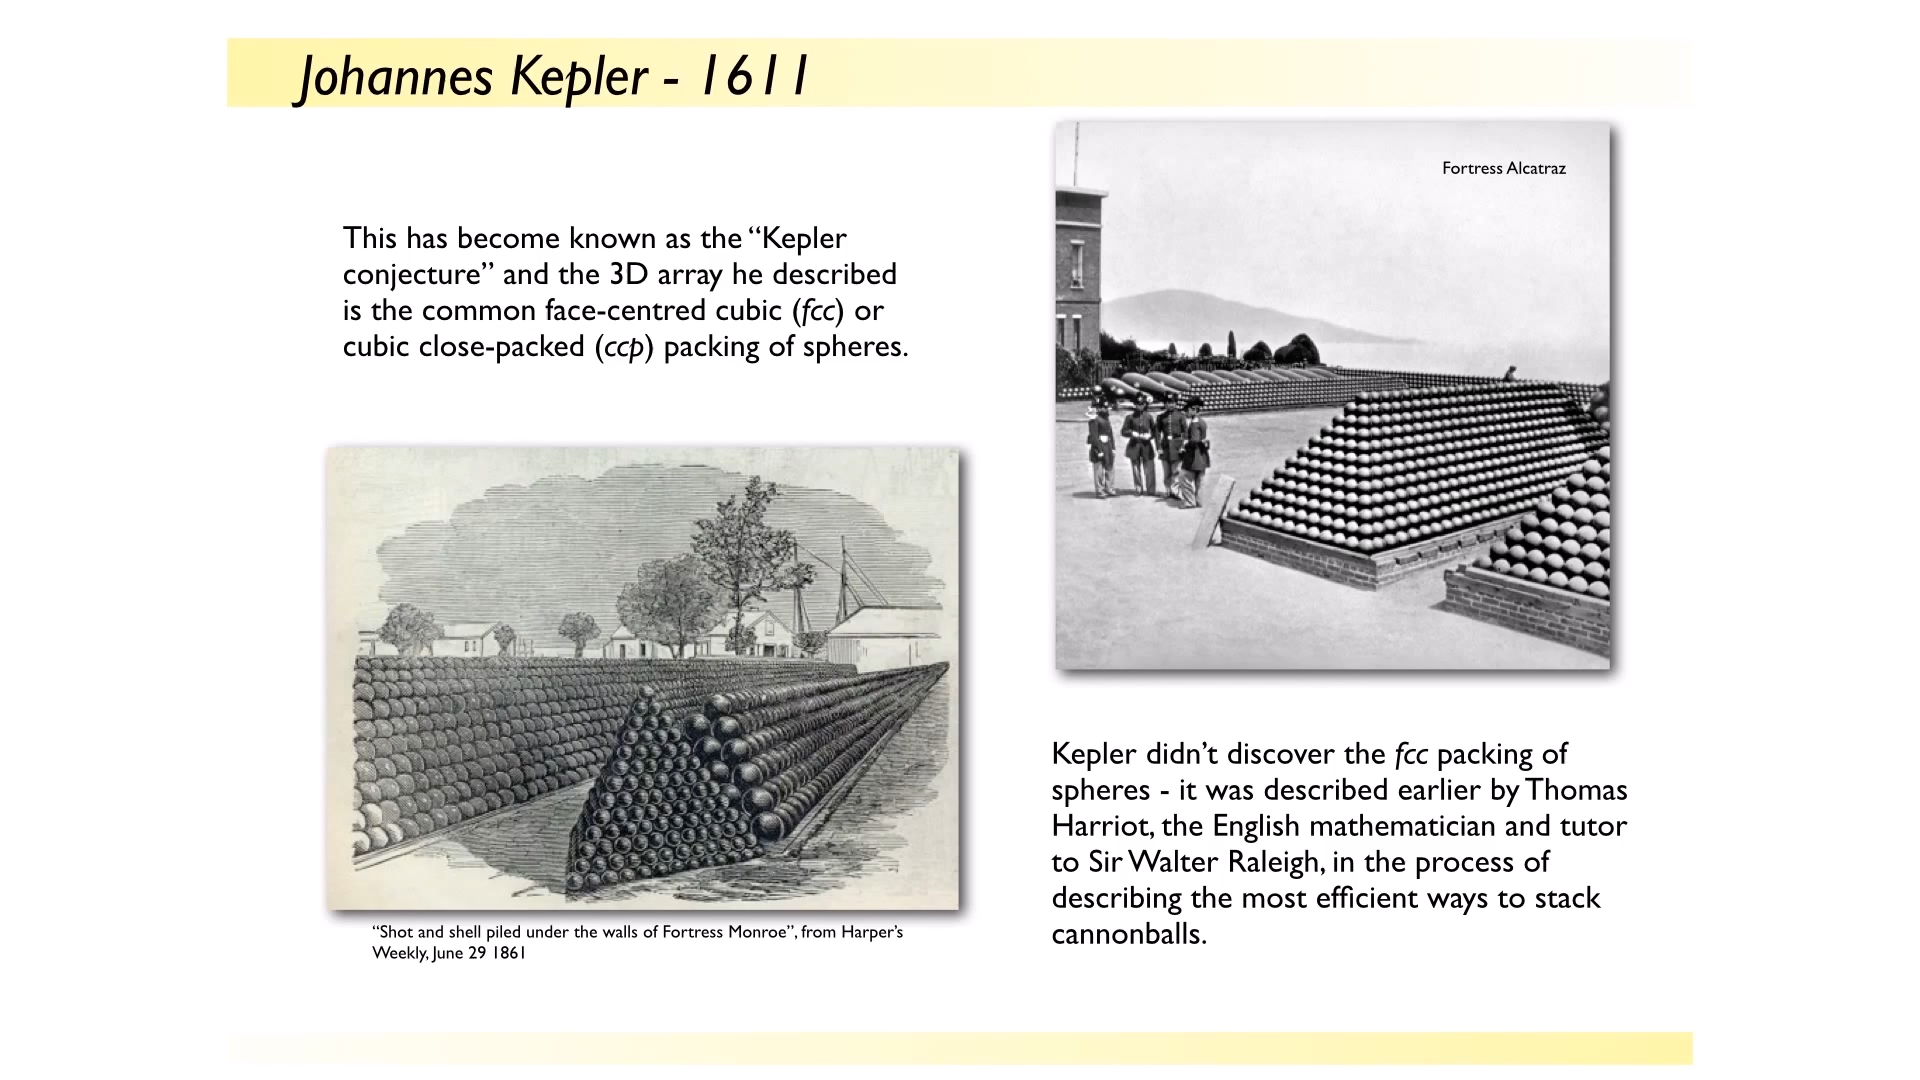 Johannes Kepler - 1611
This has become known as the “Kepler
conjecture” and the 3D array he described
is the common face-centred cubic (fcc) or
cubic close-packed (ccp) packing of spheres.
“Shot and shell piled under the walls of Fortress Monroe”, from Harper’s
Weekly, June 29 1861
Fortress Alcatraz
Kepler didn’t discover the fcc packing of
spheres - it was described earlier by Thomas
Harriot, the English mathematician and tutor
to Sir Walter Raleigh, in the process of
describing the most efficient ways to stack
cannonballs.